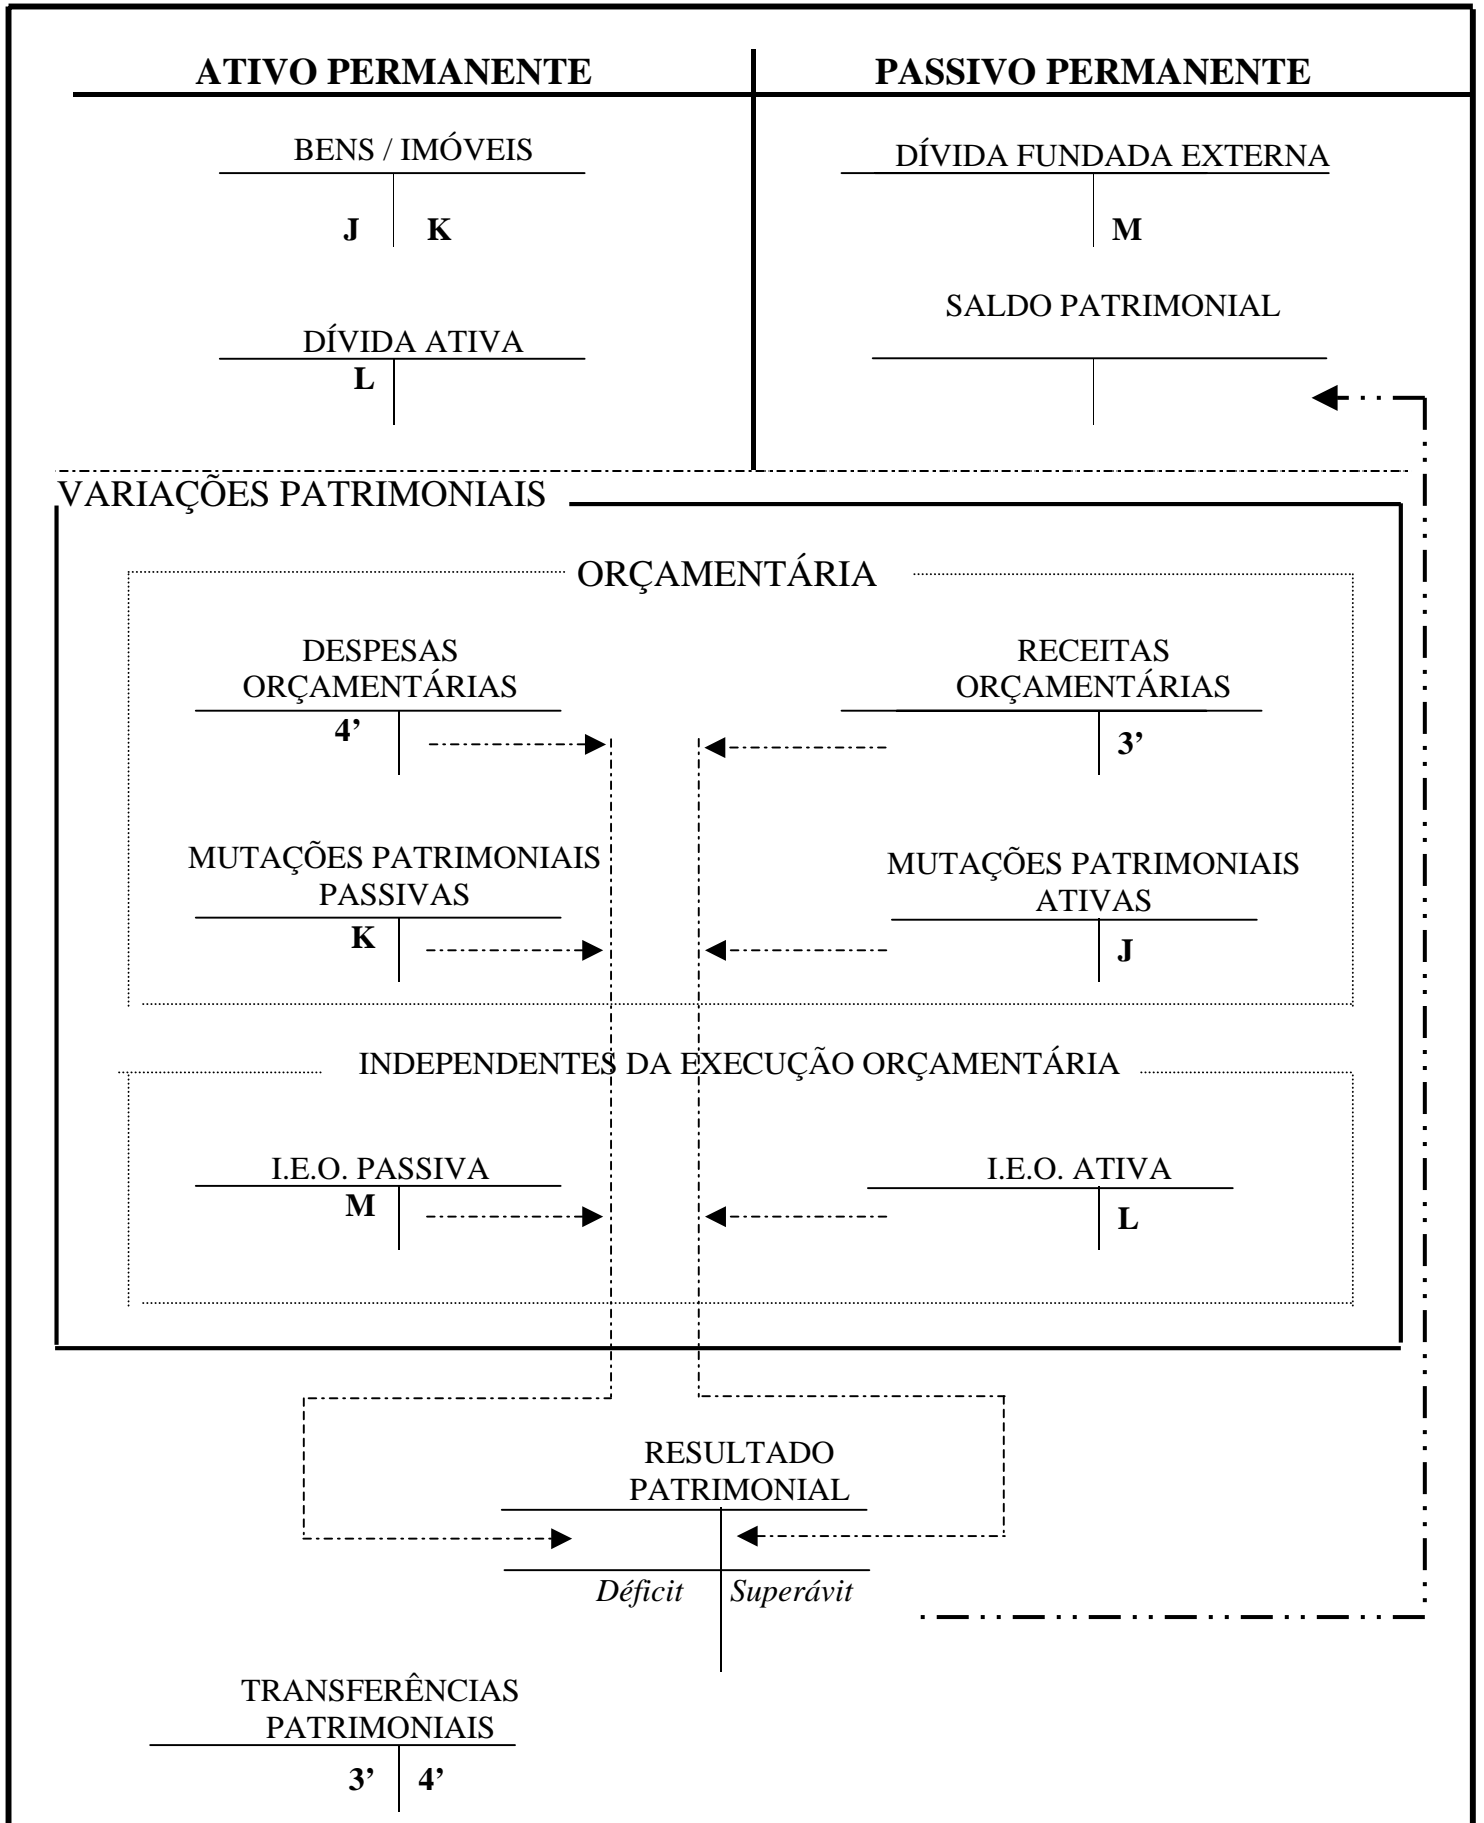 ATIVO PERMANENTE
PASSIVO PERMANENTE
BENS / IMÓVEIS
DÍVIDA FUNDADA EXTERNA
J
K
M
SALDO PATRIMONIAL
DÍVIDA ATIVA
L
VARIAÇÕES PATRIMONIAIS
ORÇAMENTÁRIA
DESPESAS
ORÇAMENTÁRIAS
RECEITAS
ORÇAMENTÁRIAS
4’
3’
MUTAÇÕES PATRIMONIAIS
PASSIVAS
MUTAÇÕES PATRIMONIAIS
ATIVAS
K
J
INDEPENDENTES DA EXECUÇÃO ORÇAMENTÁRIA
I.E.O. PASSIVA
I.E.O. ATIVA
M
L
RESULTADO
PATRIMONIAL
Déficit
Superávit
TRANSFERÊNCIAS
PATRIMONIAIS
3’
4’